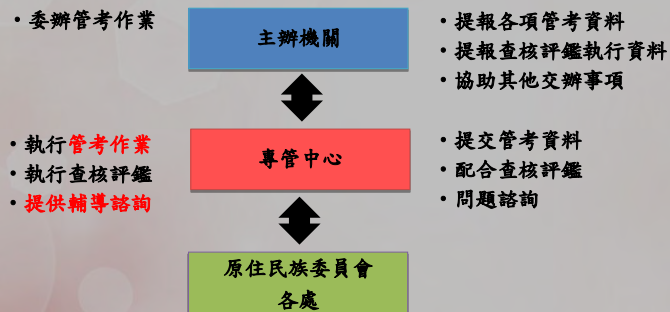 ・委辦管考作業
主辦機關
・提報各項管考資料
・提報查核評鑑執行資料
・協助其他交辦事項
・執行管考作業
・執行查核評鑑
・提供輔導諮詢
專管中心
・提交管考資料
・配合查核評鑑
・問題諮詢
原住民族委員會
各處